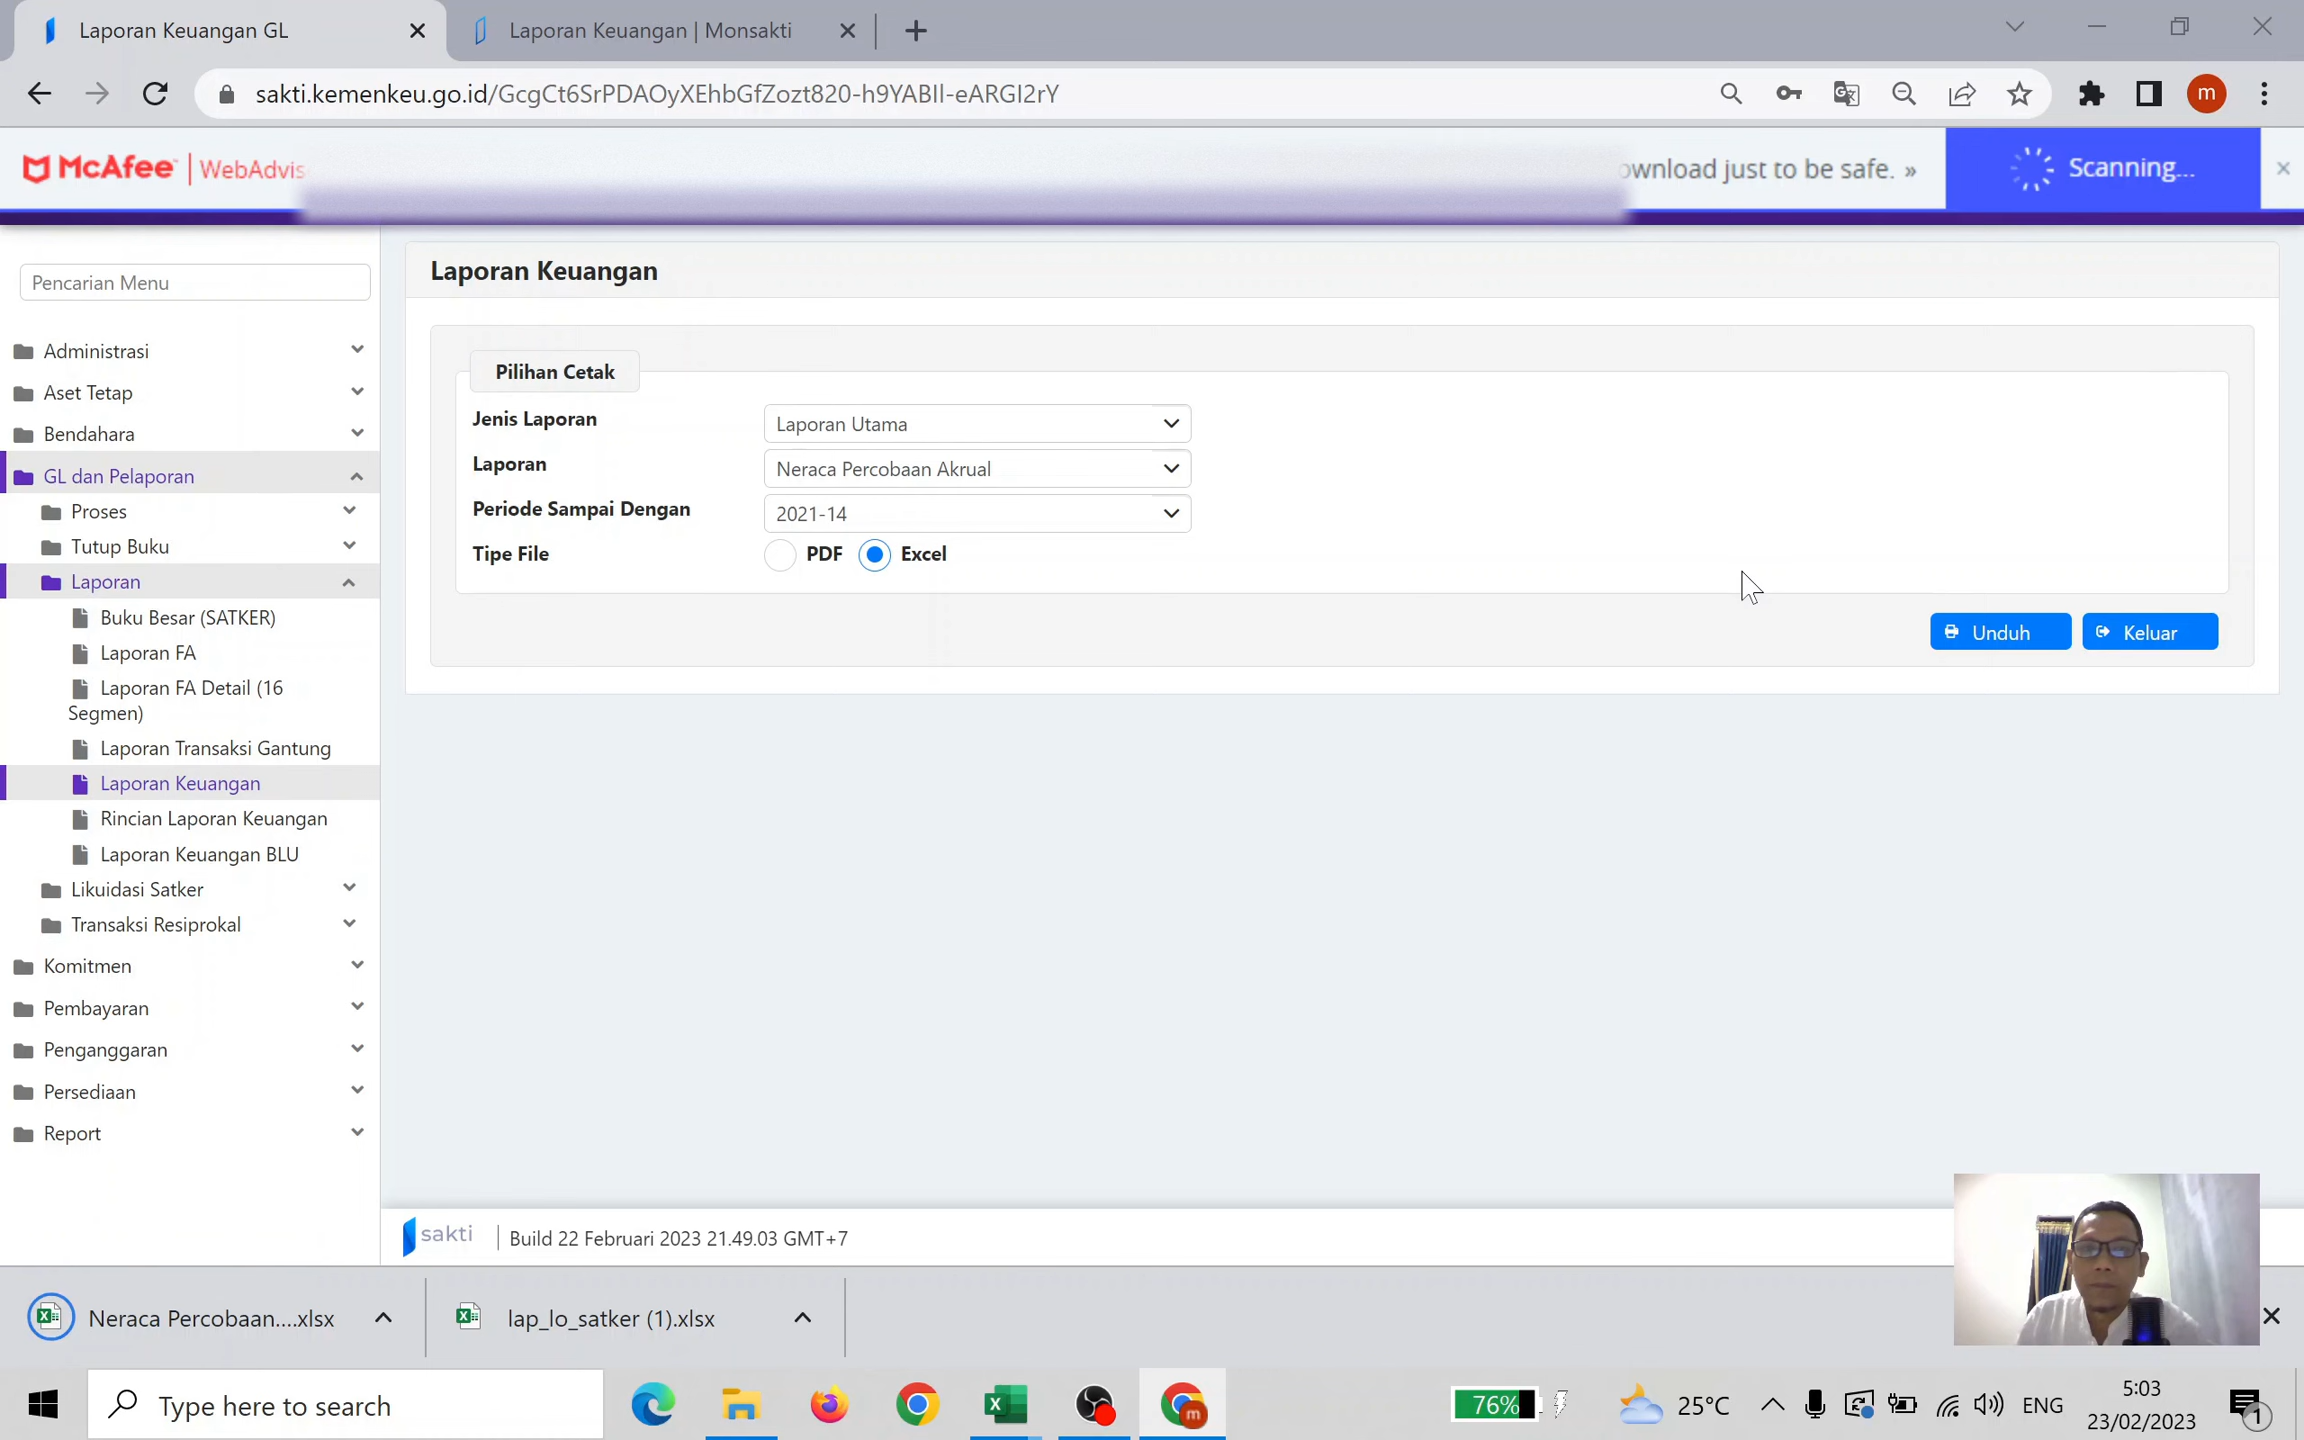 Laporan Keuangan GL
Laporan Keuangan | Monsakti
sakti.kemenkeu.go.id/GcgCt6SrPDAOyXEhbGfZozt820-h9YABIl-eARGI2rY
m
McAfee™ | WebAdvis
ownload just to be safe. »
Scanning...
Pencarian Menu
Administrasi
Aset Tetap
Bendahara
GL dan Pelaporan
Proses
Tutup Buku
Laporan
Buku Besar (SATKER)
Laporan FA
Laporan FA Detail (16
Segmen)
Laporan Transaksi Gantung
Laporan Keuangan
Rincian Laporan Keuangan
Laporan Keuangan BLU
Likuidasi Satker
Transaksi Resiprokal
Komitmen
Pembayaran
Penganggaran
Persediaan
Report
Laporan Keuangan
Pilihan Cetak
Jenis Laporan Laporan Utama
Laporan Neraca Percobaan Akrual
Periode Sampai Dengan 2021-14
Tipe File PDF Excel
Unduh Keluar
sakti | Build 22 Februari 2023 21.49.03 GMT+7
Neraca Percobaan....xlsx
lap_lo_satker (1).xlsx
Type here to search
m
76%
25°C
ENG
5:03
23/02/2023
1